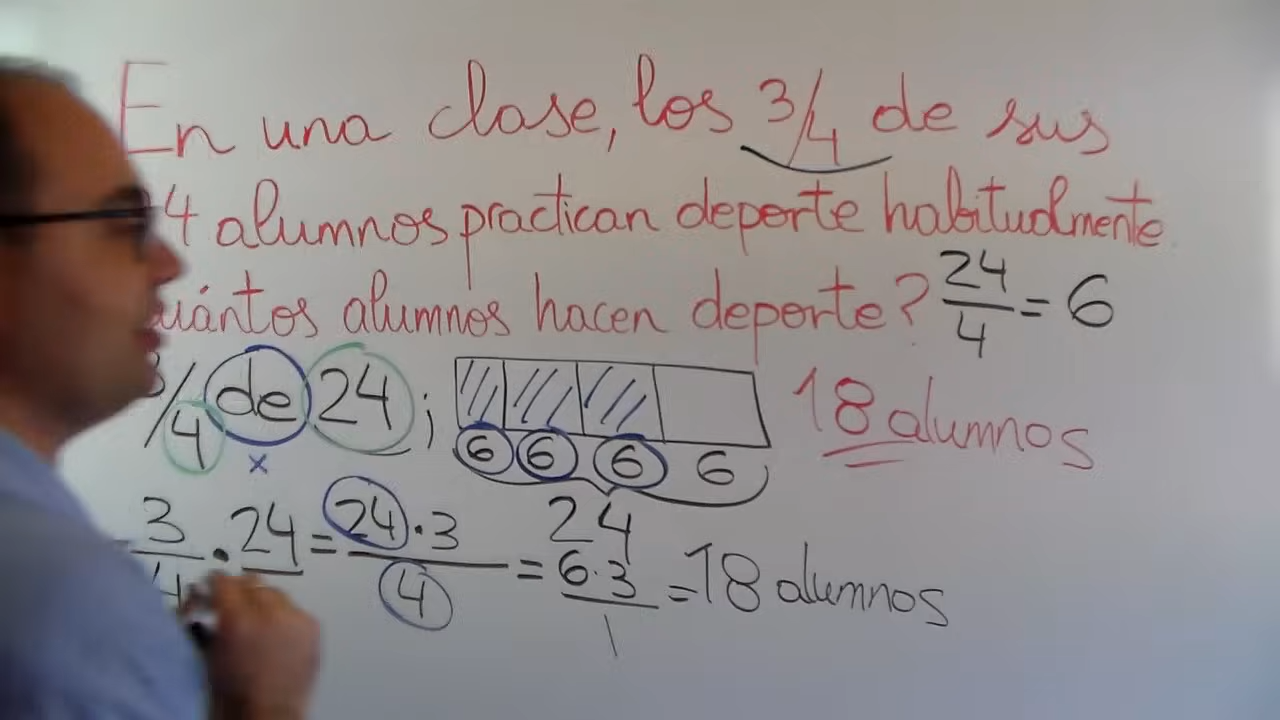 En una clase, los 3/4 de sus
24 alumnos practican deporte habitualmente
uántos alumnos hacen deporte? 24/4 = 6
3/4 de 24 ; 6 6 6 6 18 alumnos
x 24
3/4 · 24 = 24·3/4 = 6·3/1 = 18 alumnos